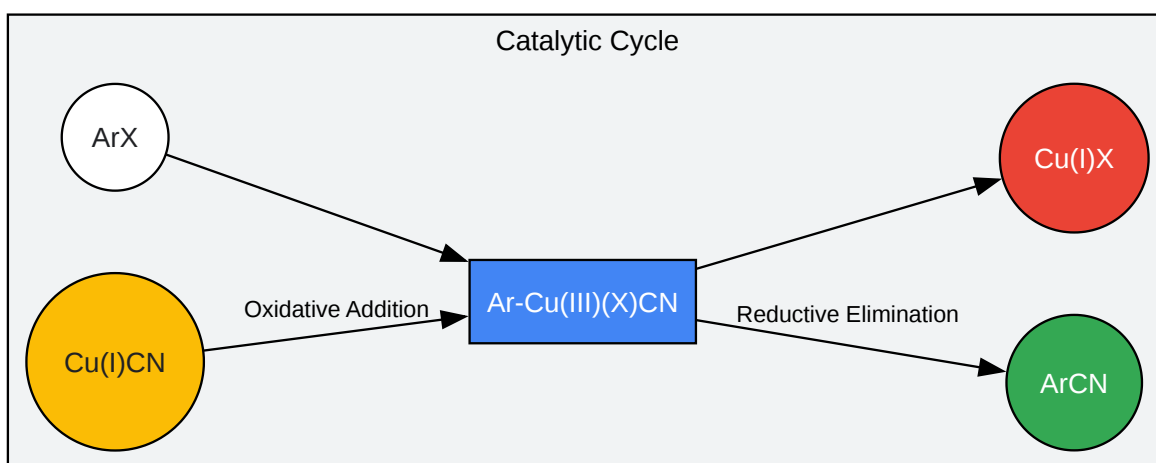 Catalytic Cycle
ArX
Cu(I)X
Oxidative Addition
Ar-Cu(III)(X)CN
Reductive Elimination
Cu(I)CN
ArCN